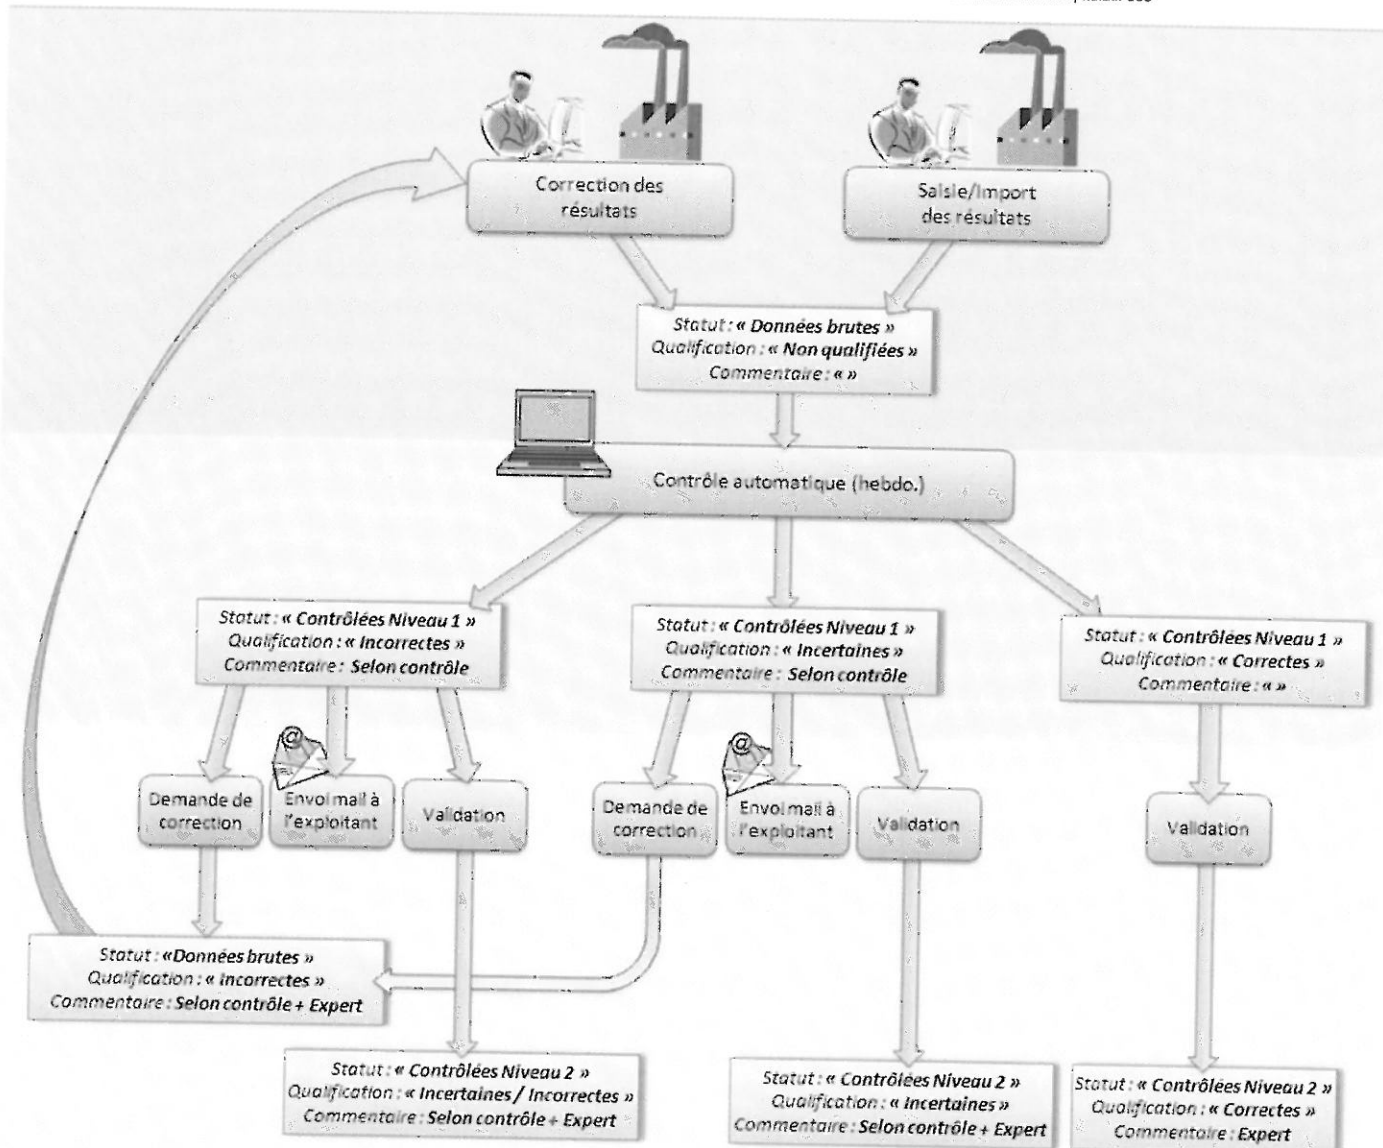 Correction des
résultats
Saisie/Import
des résultats
Statut : « Données brutes »
Qualification : « Non qualifiées »
Commentaire : « »
Contrôle automatique (hebdo.)
Statut : « Contrôlées Niveau 1 »
Qualification : « Incorrectes »
Commentaire : Selon contrôle
Statut : « Contrôlées Niveau 1 »
Qualification : « Incertaines »
Commentaire : Selon contrôle
Statut : « Contrôlées Niveau 1 »
Qualification : « Correctes »
Commentaire : « »
@
@
Demande de
correction
Envoi mail à
l'exploitant
Validation
Demande de
correction
Envoi mail à
l'exploitant
Validation
Validation
Statut : «Données brutes »
Qualification : « Incorrectes »
Commentaire : Selon contrôle + Expert
Statut : « Contrôlées Niveau 2 »
Qualification : « Incertaines / Incorrectes »
Commentaire : Selon contrôle + Expert
Statut : « Contrôlées Niveau 2 »
Qualification : « Incertaines »
Commentaire : Selon contrôle + Expert
Statut : « Contrôlées Niveau 2 »
Qualification : « Correctes »
Commentaire : Expert